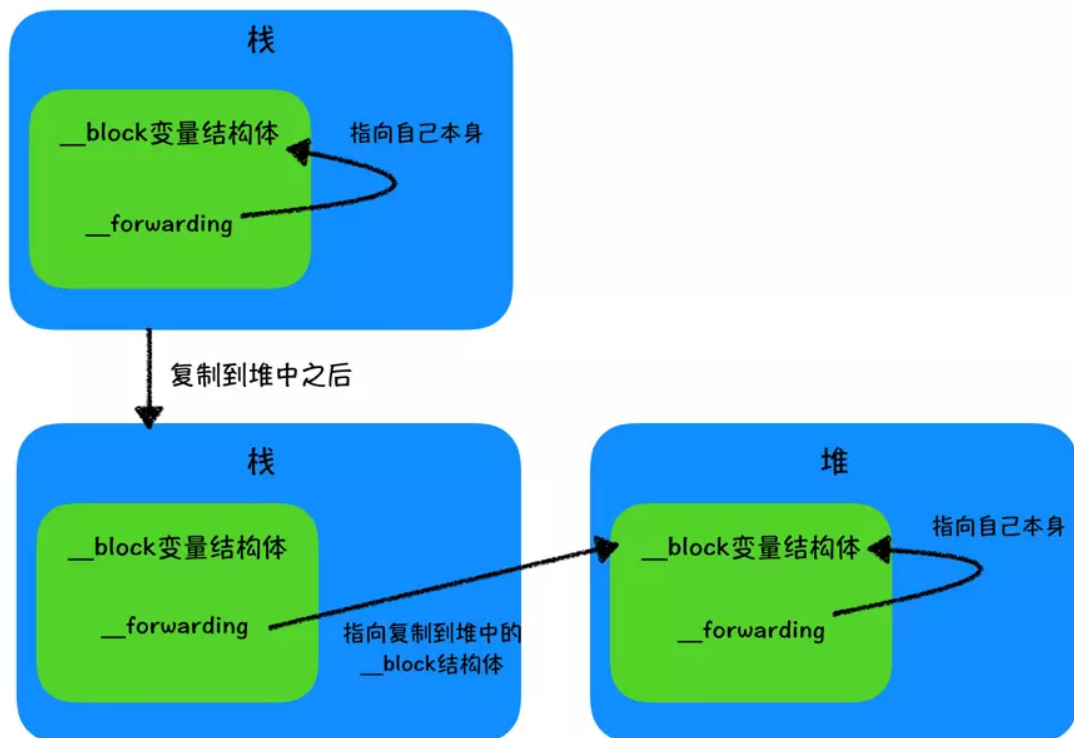 栈
__block变量结构体
指向自己本身
__forwarding
复制到堆中之后
栈
__block变量结构体
__forwarding
指向复制到堆中的
__block结构体
堆
__block变量结构体
指向自己本身
__forwarding